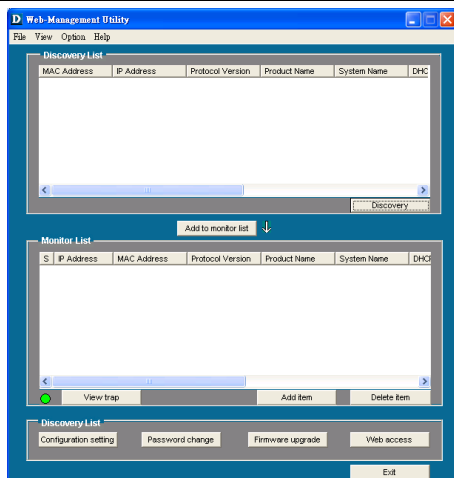 D Web-Management Utility
File View Option Help
Discovery List
MAC Address IP Address Protocol Version Product Name System Name DHC
Discovery
Add to monitor list
Monitor List
S IP Address MAC Address Protocol Version Product Name System Name DHCP
View trap Add item Delete item
Discovery List
Configuration setting Password change Firmware upgrade Web access
Exit